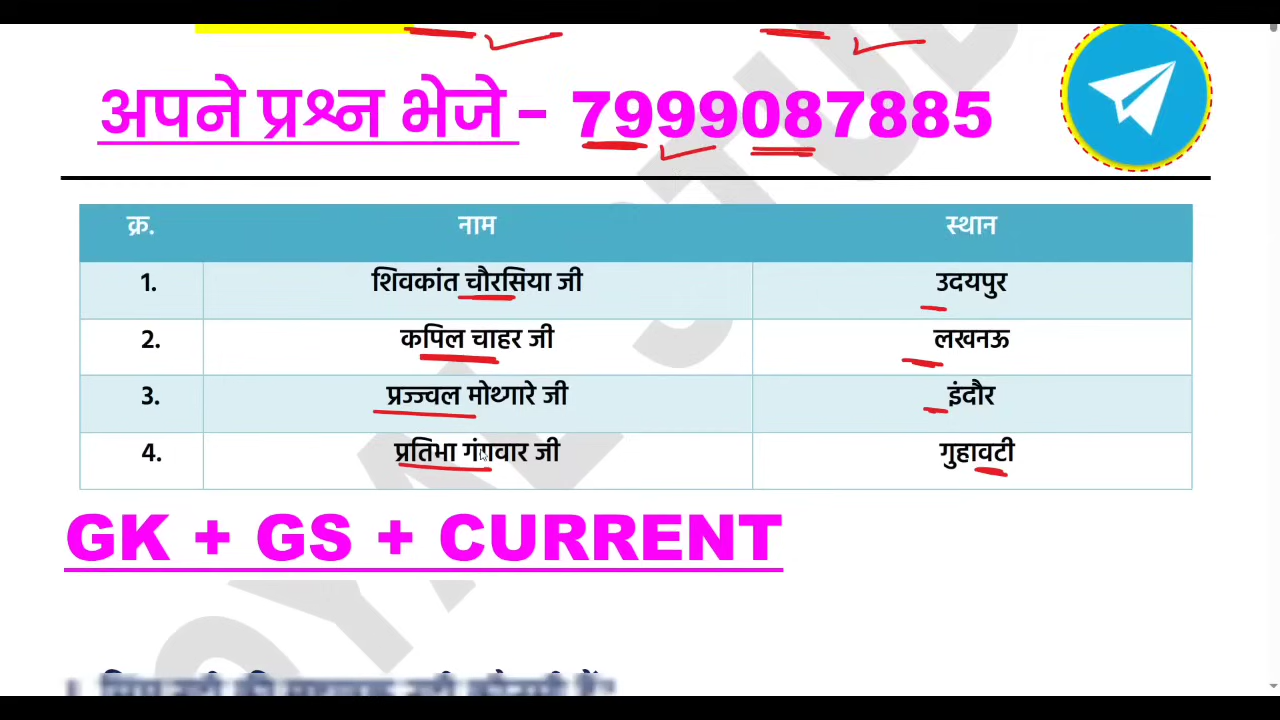 अपने प्रश्न भेजे - 7999087885
क्र. नाम स्थान
1. शिवकांत चौरसिया जी उदयपुर
2. कपिल चाहर जी लखनऊ
3. प्रज्ज्वल मोथ्गारे जी इंदौर
4. प्रतिभा गंगवार जी गुहावटी
GK + GS + CURRENT